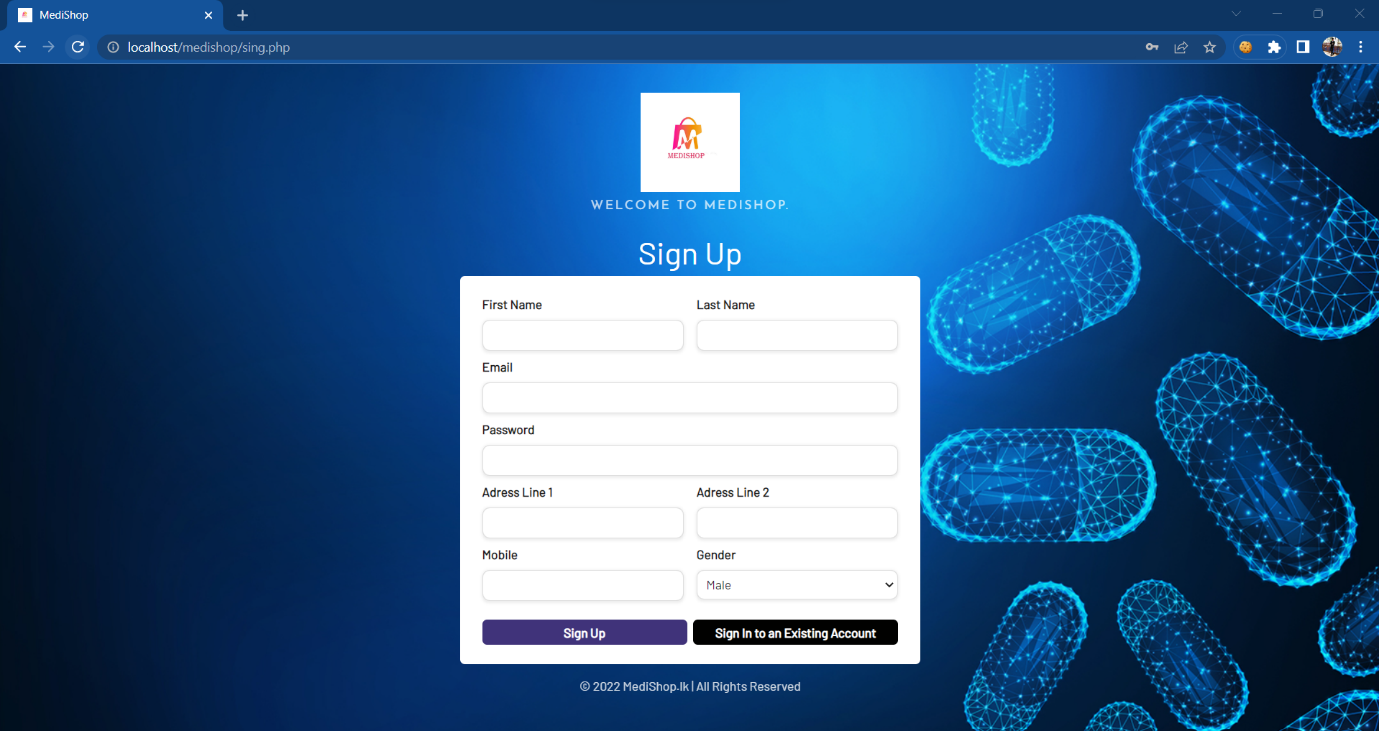 MediShop
localhost/medishop/sing.php
M
MEDISHOP
WELCOME TO MEDISHOP.
Sign Up
First Name Last Name
Email
Password
Adress Line 1 Adress Line 2
Mobile Gender
Male
Sign Up Sign In to an Existing Account
© 2022 MediShop.lk | All Rights Reserved